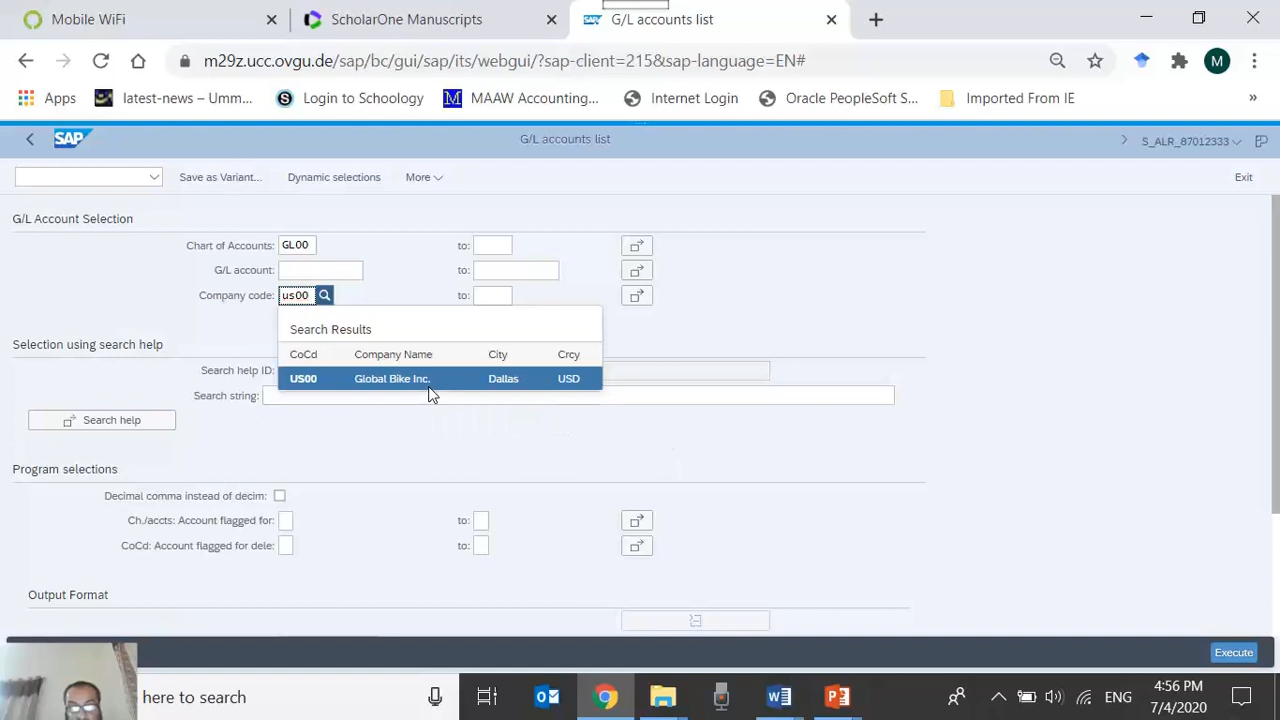 Mobile WiFi
ScholarOne Manuscripts
G/L accounts list
m29z.ucc.ovgu.de/sap/bc/gui/sap/its/webgui/?sap-client=215&sap-language=EN#
M
Apps
latest-news – Umm...
Login to Schoology
MAAW Accounting...
Internet Login
Oracle PeopleSoft S...
Imported From IE
»
SAP
G/L accounts list
S_ALR_87012333
Save as Variant...
Dynamic selections
More
Exit
G/L Account Selection
Chart of Accounts: GL00 to:
G/L account: to:
Company code: us00 to:
Search Results
CoCd Company Name City Crcy
US00 Global Bike Inc. Dallas USD
Selection using search help
Search help ID:
Search string:
Search help
Program selections
Decimal comma instead of decim:
Ch./accts: Account flagged for: to:
CoCd: Account flagged for dele: to:
Output Format
Execute
here to search
ENG
4:56 PM
7/4/2020